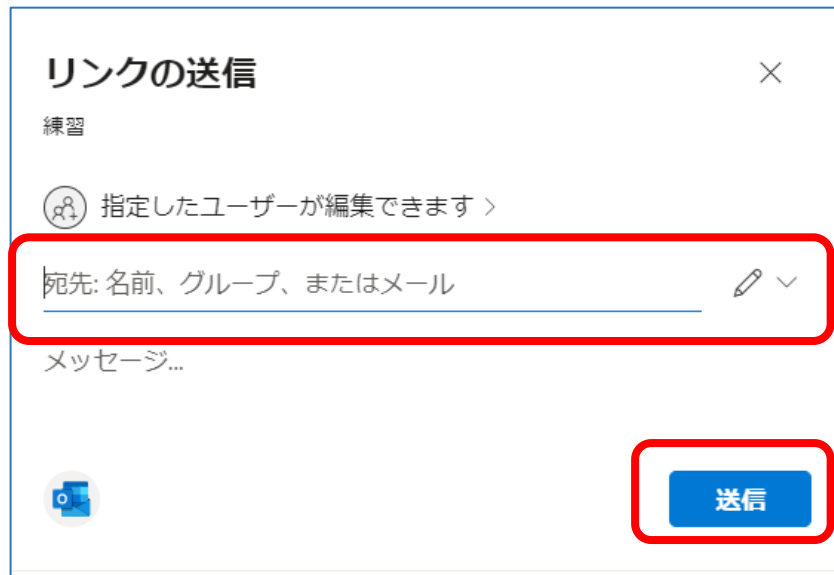 リンクの送信
練習
指定したユーザーが編集できます
宛先: 名前、グループ、またはメール
メッセージ...
送信